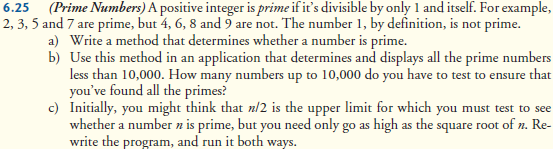 6.25 (Prime Numbers) A positive integer is prime if it's divisible by only 1 and itself. For example,
2, 3, 5 and 7 are prime, but 4, 6, 8 and 9 are not. The number 1, by definition, is not prime.
a) Write a method that determines whether a number is prime.
b) Use this method in an application that determines and displays all the prime numbers
less than 10,000. How many numbers up to 10,000 do you have to test to ensure that
you've found all the primes?
c) Initially, you might think that n/2 is the upper limit for which you must test to see
whether a number n is prime, but you need only go as high as the square root of n. Re-
write the program, and run it both ways.